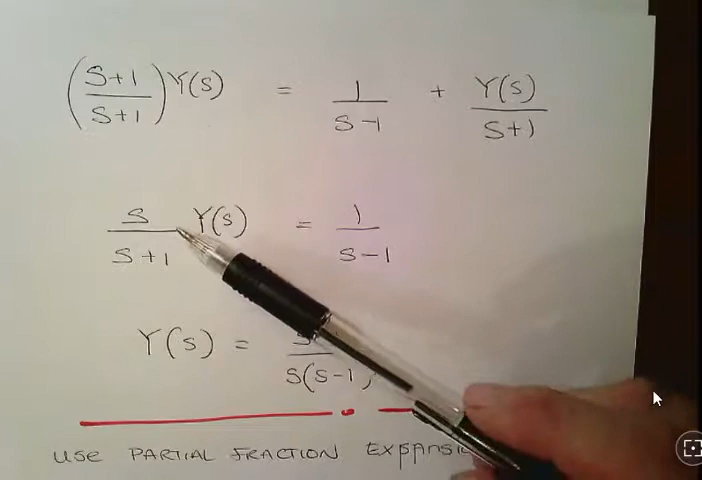 (S+1/S+1) Y(s) = 1/S-1 + Y(s)/S+1
S/S+1 Y(s) = 1/S-1
Y(s) = S(S-1
USE PARTIAL FRACTION